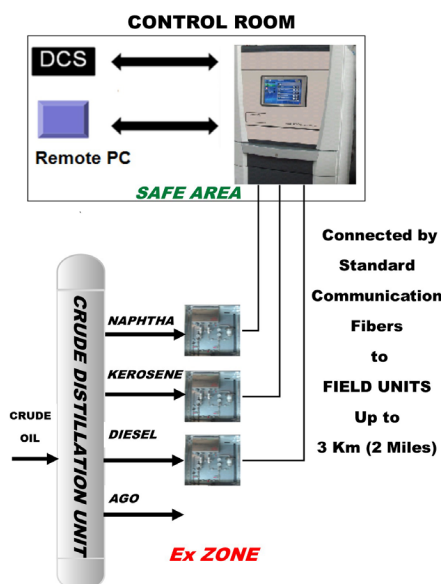 CONTROL ROOM
DCS
Remote PC
SAFE AREA
Connected by
Standard
Communication
Fibers
to
FIELD UNITS
Up to
3 Km (2 Miles)
CRUDE DISTILLATION UNIT
NAPHTHA
KEROSENE
CRUDE
OIL
DIESEL
AGO
Ex ZONE